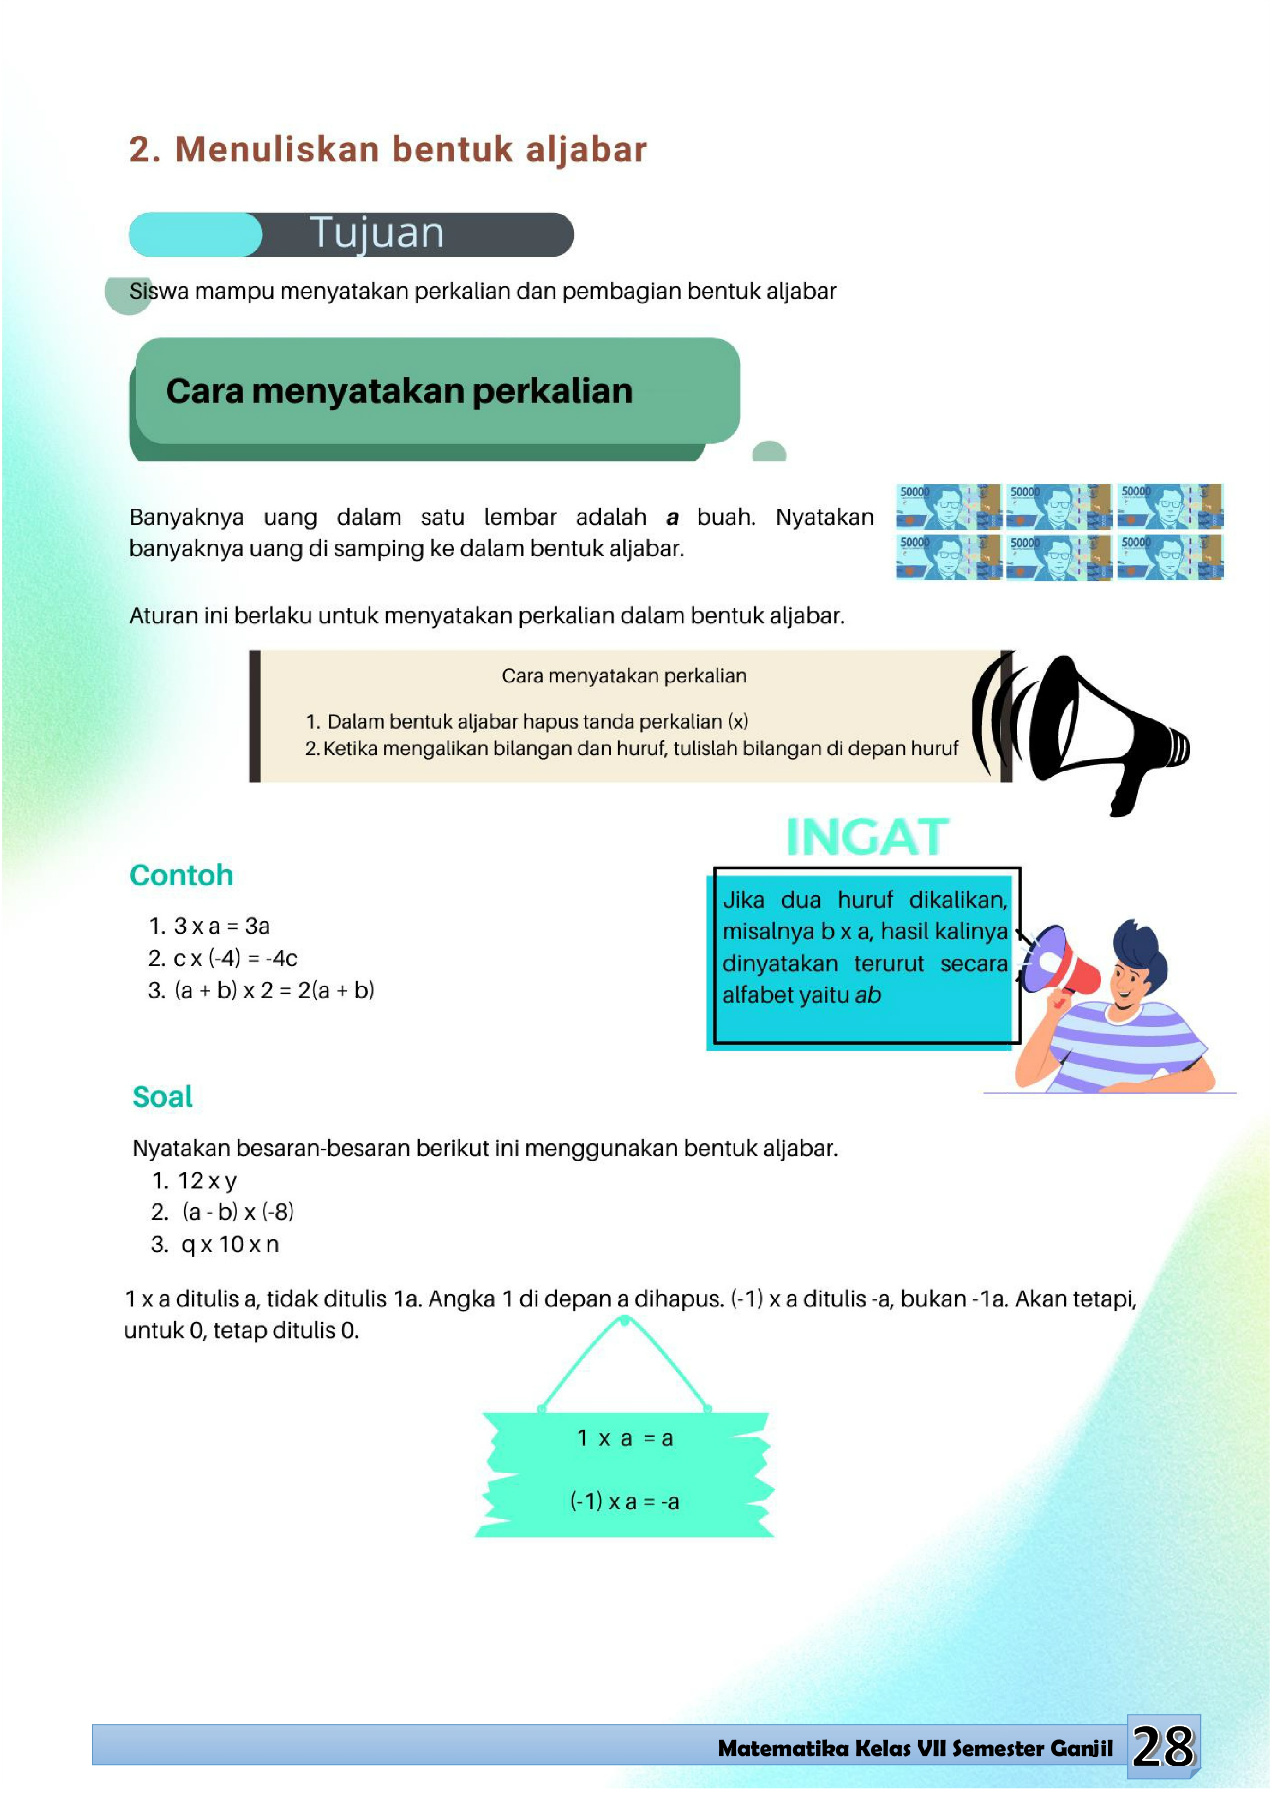 2. Menuliskan bentuk aljabar
Tujuan
Siswa mampu menyatakan perkalian dan pembagian bentuk aljabar
Cara menyatakan perkalian
Banyaknya uang dalam satu lembar adalah a buah. Nyatakan
banyaknya uang di samping ke dalam bentuk aljabar.
50000 50000 50000
50000 50000 50000
Aturan ini berlaku untuk menyatakan perkalian dalam bentuk aljabar.
Cara menyatakan perkalian
1. Dalam bentuk aljabar hapus tanda perkalian (x)
2. Ketika mengalikan bilangan dan huruf, tulislah bilangan di depan huruf
Contoh
1. 3 x a = 3a
2. c x (-4) = -4c
3. (a + b) x 2 = 2(a + b)
INGAT
Jika dua huruf dikalikan,
misalnya b x a, hasil kalinya
dinyatakan terurut secara
alfabet yaitu ab
Soal
Nyatakan besaran-besaran berikut ini menggunakan bentuk aljabar.
1. 12 x y
2. (a - b) x (-8)
3. q x 10 x n
1 x a ditulis a, tidak ditulis 1a. Angka 1 di depan a dihapus. (-1) x a ditulis -a, bukan -1a. Akan tetapi,
untuk 0, tetap ditulis 0.
1 x a = a
(-1) x a = -a
Matematika Kelas VII Semester Ganjil 28